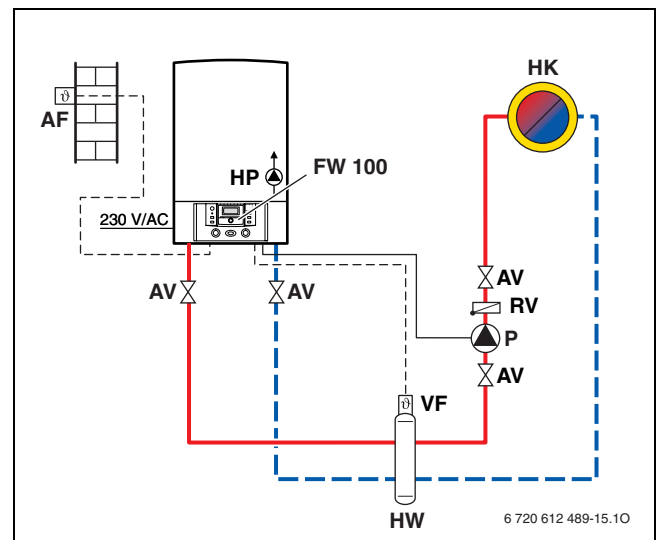 HK
AF
HP
FW 100
230 V/AC
AV
AV
AV
RV
P
AV
VF
HW
6 720 612 489-15.1O
ϑ
ϑ